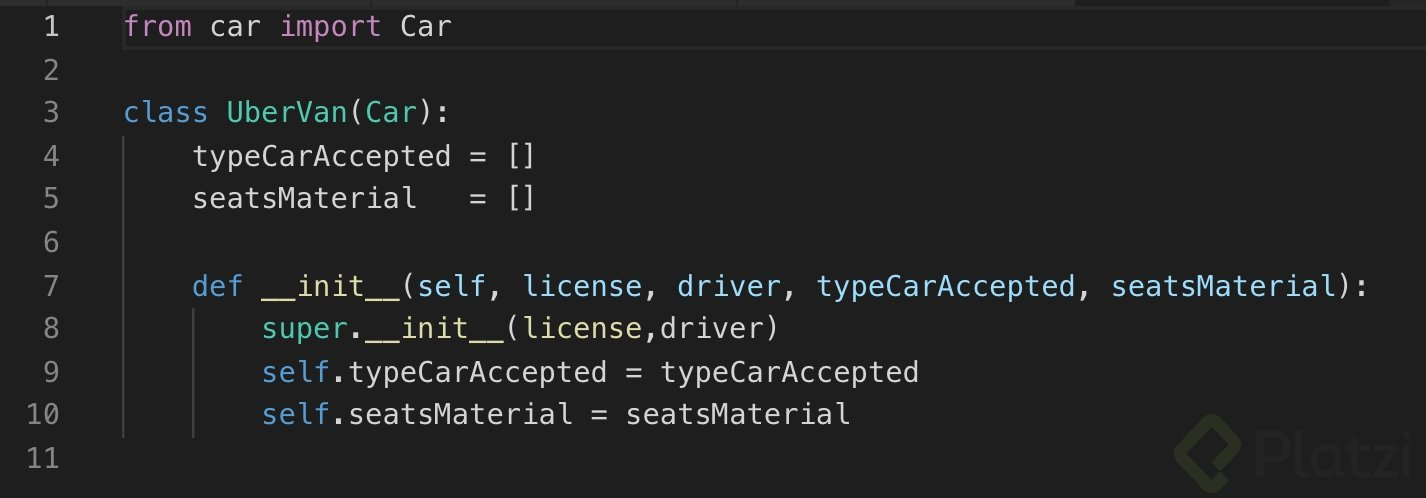 1 from car import Car
2
3 class UberVan(Car):
4     typeCarAccepted = []
5     seatsMaterial   = []
6
7     def __init__(self, license, driver, typeCarAccepted, seatsMaterial):
8         super.__init__(license,driver)
9         self.typeCarAccepted = typeCarAccepted
10         self.seatsMaterial = seatsMaterial
11
Platzi